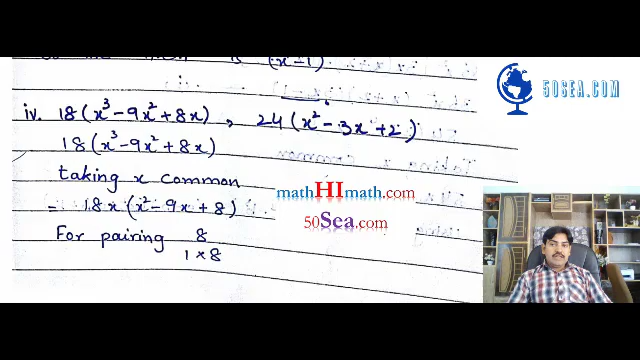 (x-1)
iv. 18(x³-9x²+8x), 24(x²-3x+2)
18(x³-9x²+8x)
taking x common
= 18x(x²-9x+8)
For pairing 8
1×8
mathHImath.com
50Sea.com
50SEA.COM